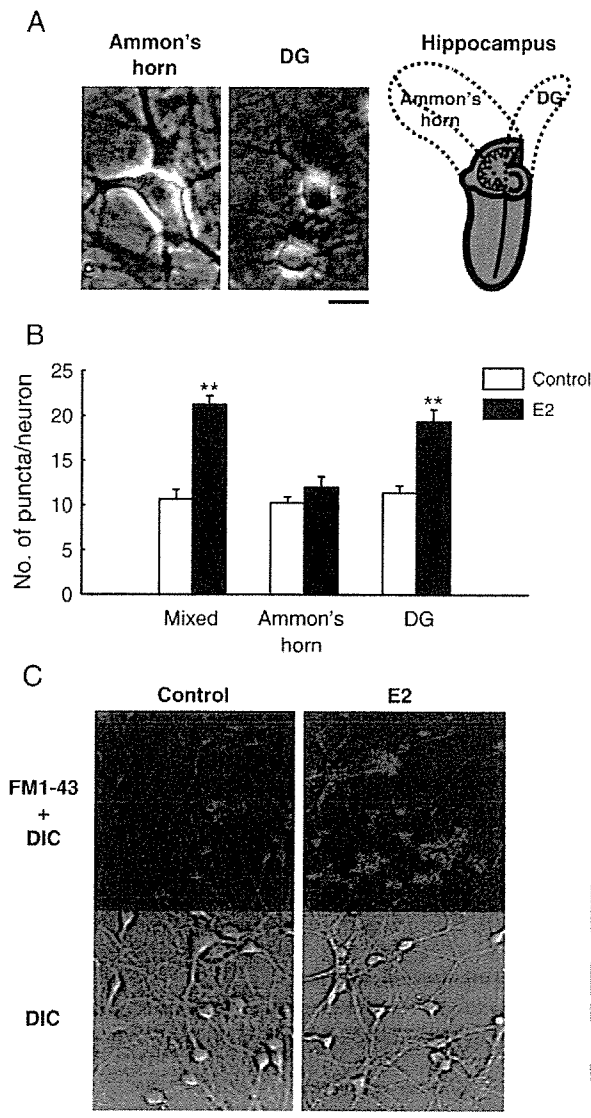 A
Ammon's
horn
DG
Hippocampus
Ammon's
horn
DG
B
No. of puncta/neuron
25
20
15
10
5
0
**
**
Control
E2
Mixed
Ammon's
horn
DG
C
Control
E2
FM1-43
+
DIC
DIC